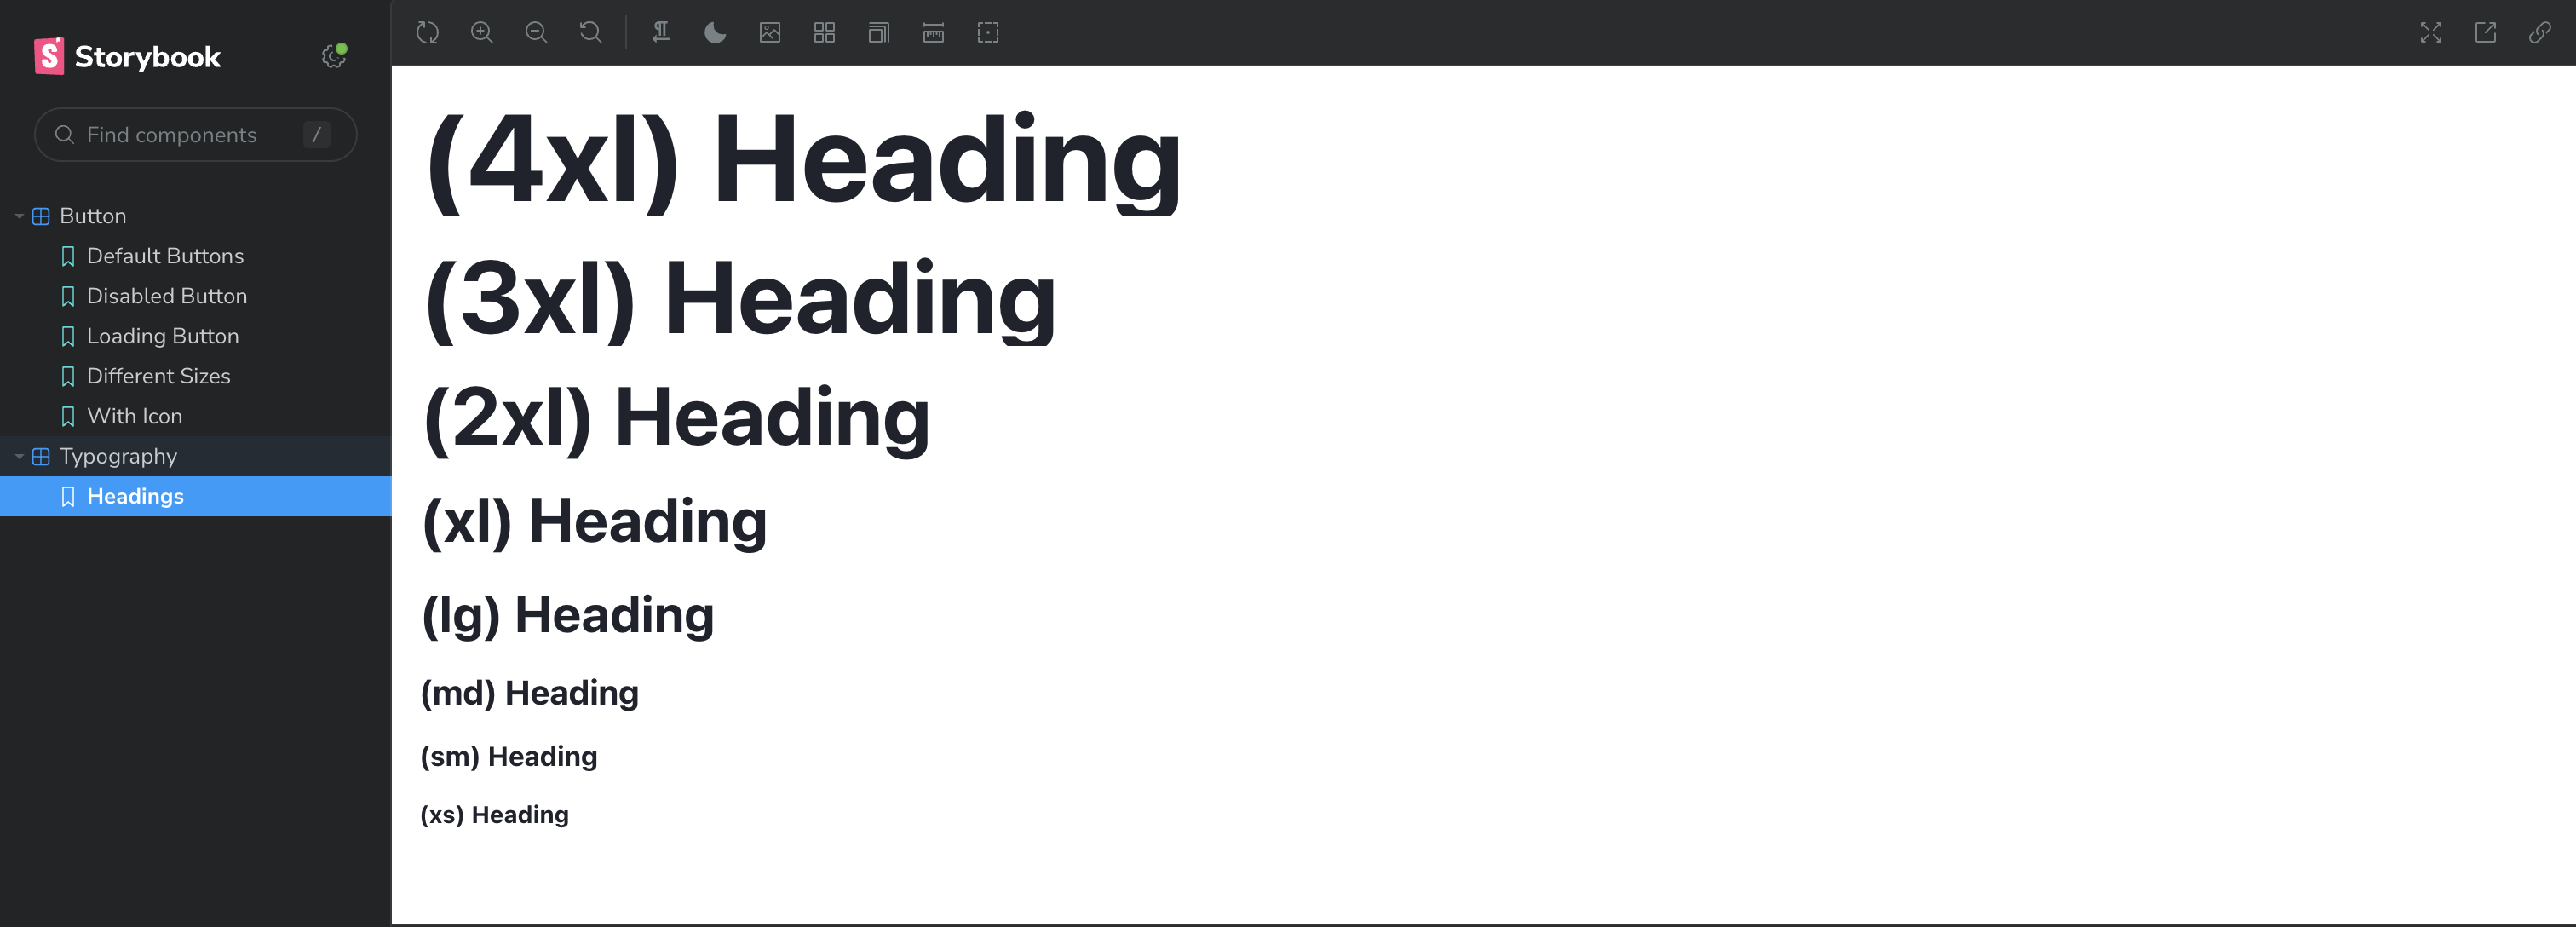 Storybook
Find components /
Button
Default Buttons
Disabled Button
Loading Button
Different Sizes
With Icon
Typography
Headings
(4xl) Heading
(3xl) Heading
(2xl) Heading
(xl) Heading
(lg) Heading
(md) Heading
(sm) Heading
(xs) Heading